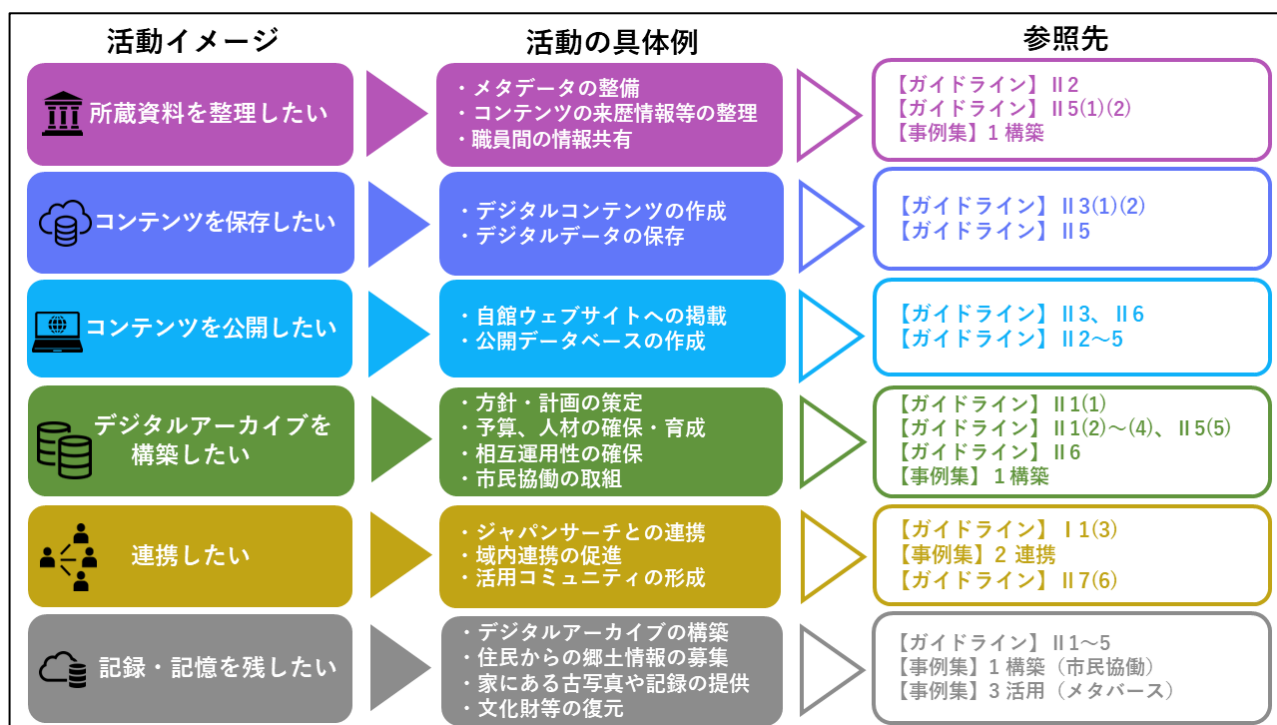 活動イメージ
活動の具体例
参照先
所蔵資料を整理したい
・メタデータの整備
・コンテンツの来歴情報等の整理
・職員間の情報共有
【ガイドライン】Ⅱ2
【ガイドライン】Ⅱ5(1)(2)
【事例集】1 構築
コンテンツを保存したい
・デジタルコンテンツの作成
・デジタルデータの保存
【ガイドライン】Ⅱ3(1)(2)
【ガイドライン】Ⅱ5
コンテンツを公開したい
・自館ウェブサイトへの掲載
・公開データベースの作成
【ガイドライン】Ⅱ3、Ⅱ6
【ガイドライン】Ⅱ2～5
デジタルアーカイブを
構築したい
・方針・計画の策定
・予算、人材の確保・育成
・相互運用性の確保
・市民協働の取組
【ガイドライン】Ⅱ1(1)
【ガイドライン】Ⅱ1(2)～(4)、Ⅱ5(5)
【ガイドライン】Ⅱ6
【事例集】1 構築
連携したい
・ジャパンサーチとの連携
・域内連携の促進
・活用コミュニティの形成
【ガイドライン】Ⅰ1(3)
【事例集】2 連携
【ガイドライン】Ⅱ7(6)
記録・記憶を残したい
・デジタルアーカイブの構築
・住民からの郷土情報の募集
・家にある古写真や記録の提供
・文化財等の復元
【ガイドライン】Ⅱ1～5
【事例集】1 構築（市民協働）
【事例集】3 活用（メタバース）